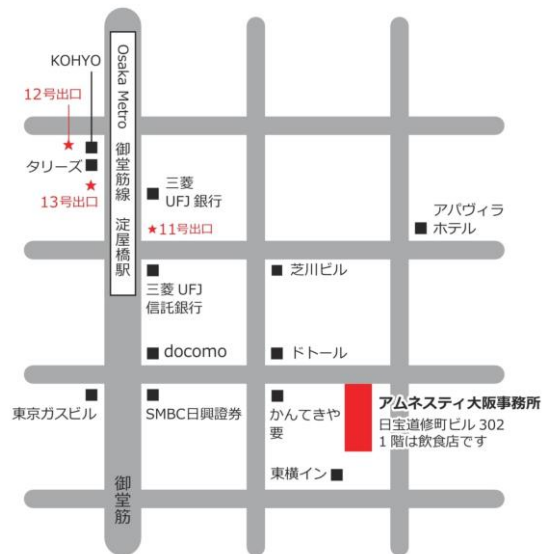 KOHYO
12号出口
Osaka Metro 御堂筋線 淀屋橋駅
タリーズ
13号出口
三菱
UFJ 銀行
★11号出口
アパヴィラ
ホテル
三菱 UFJ
信託銀行
芝川ビル
docomo
ドトール
東京ガスビル
SMBC日興證券
かんてきや
要
アムネスティ大阪事務所
日宝道修町ビル 302
1 階は飲食店です
東横イン
御堂筋